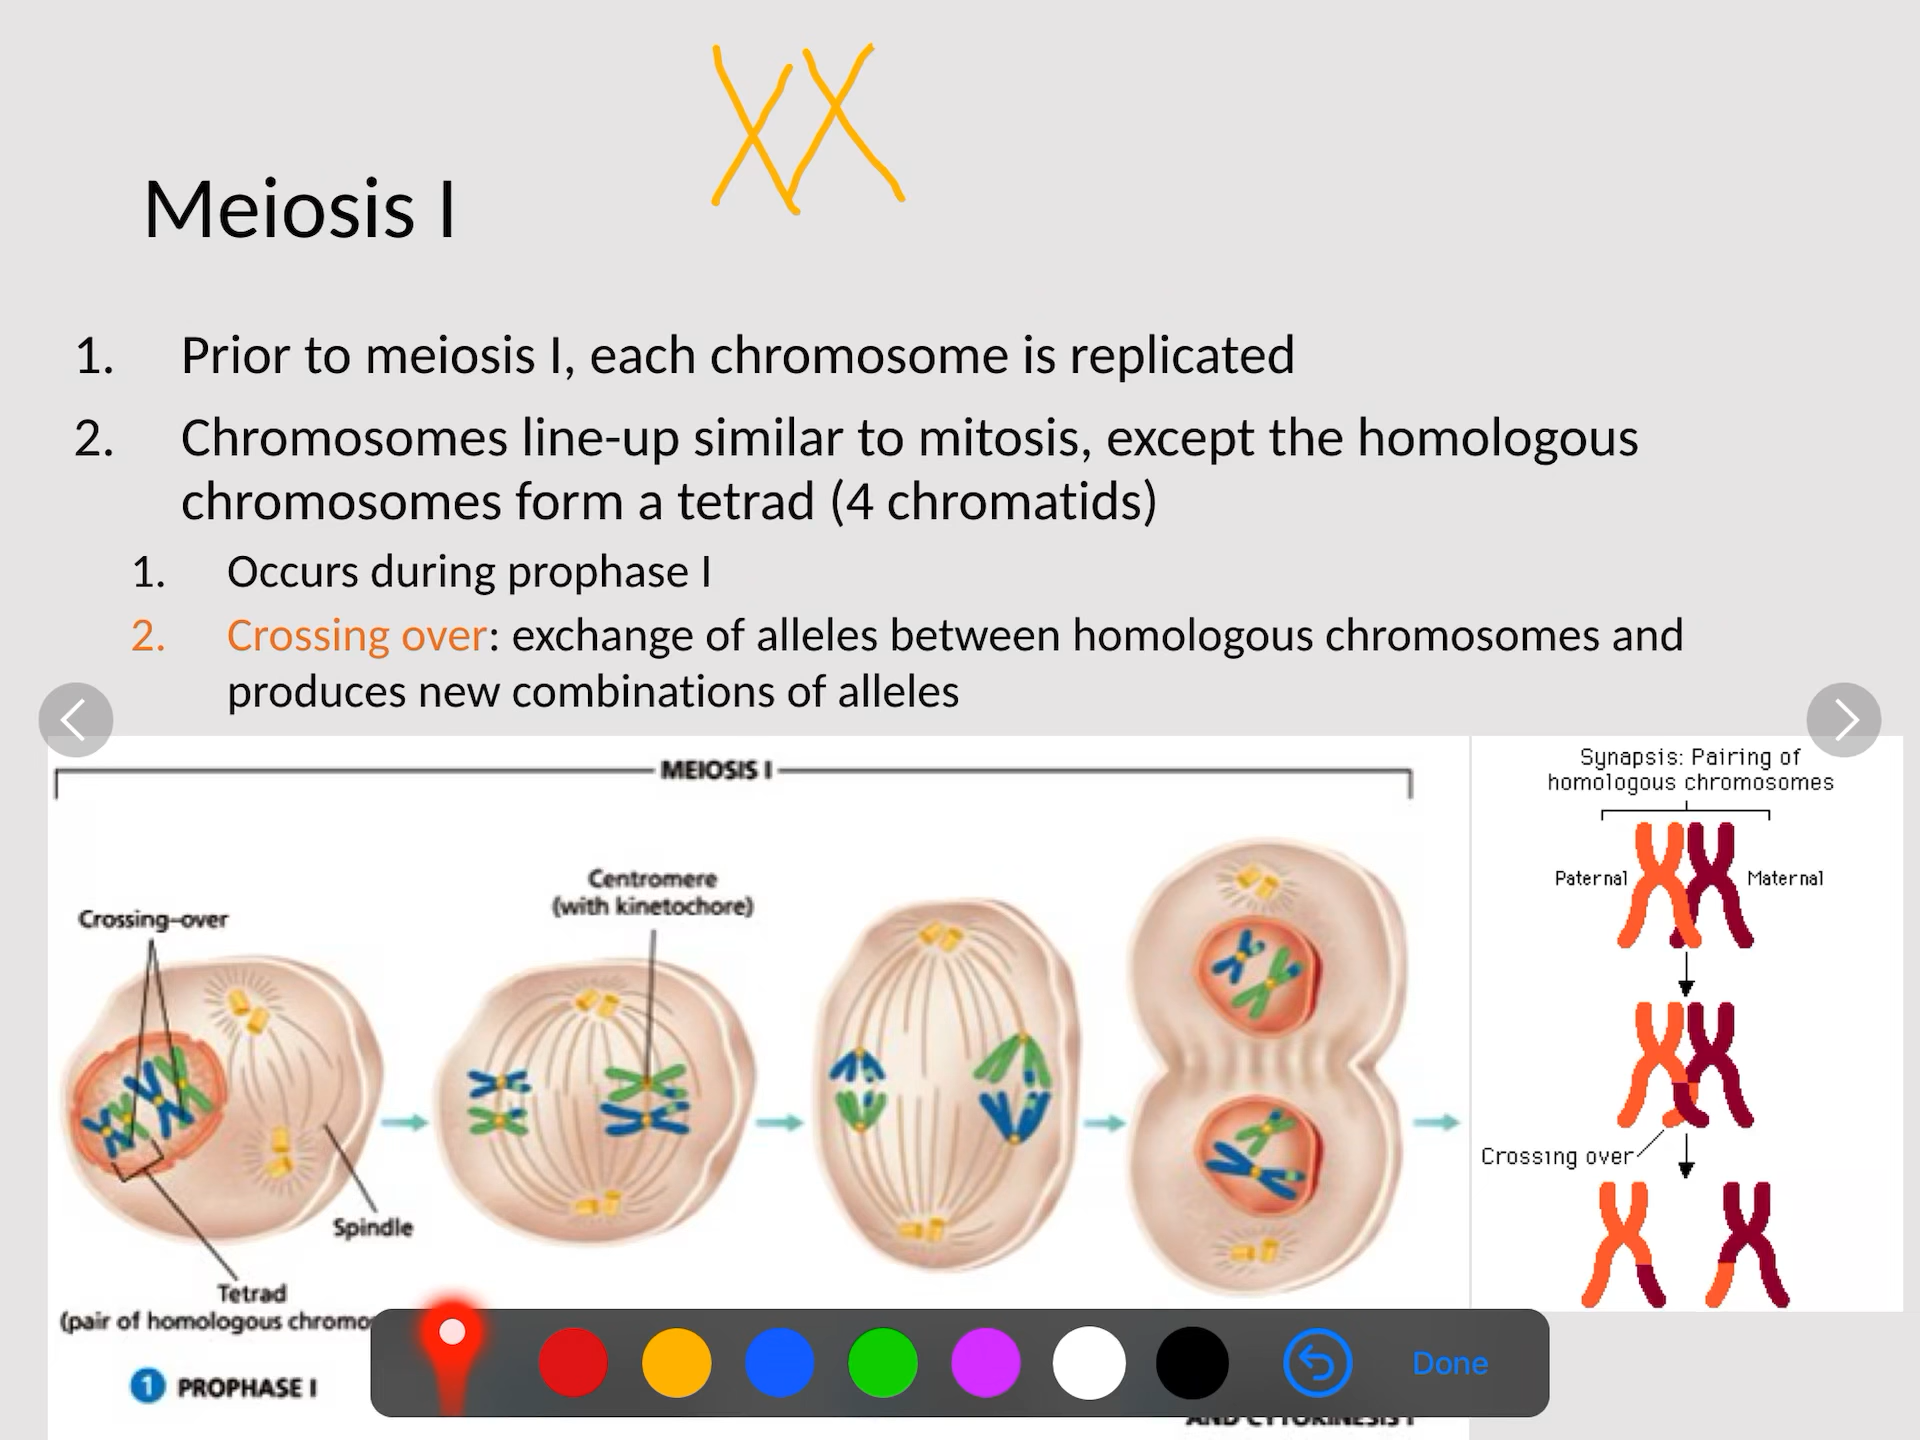 XX
Meiosis I
1. Prior to meiosis I, each chromosome is replicated
2. Chromosomes line-up similar to mitosis, except the homologous
chromosomes form a tetrad (4 chromatids)
1. Occurs during prophase I
2. Crossing over: exchange of alleles between homologous chromosomes and
produces new combinations of alleles
MEIOSIS I
Crossing-over
Centromere
(with kinetochore)
Spindle
Tetrad
(pair of homologous
1 PROPHASE I
AND CYTOKINESIS I
Synapsis: Pairing of
homologous chromosomes
Paternal
Maternal
Crossing over
Done